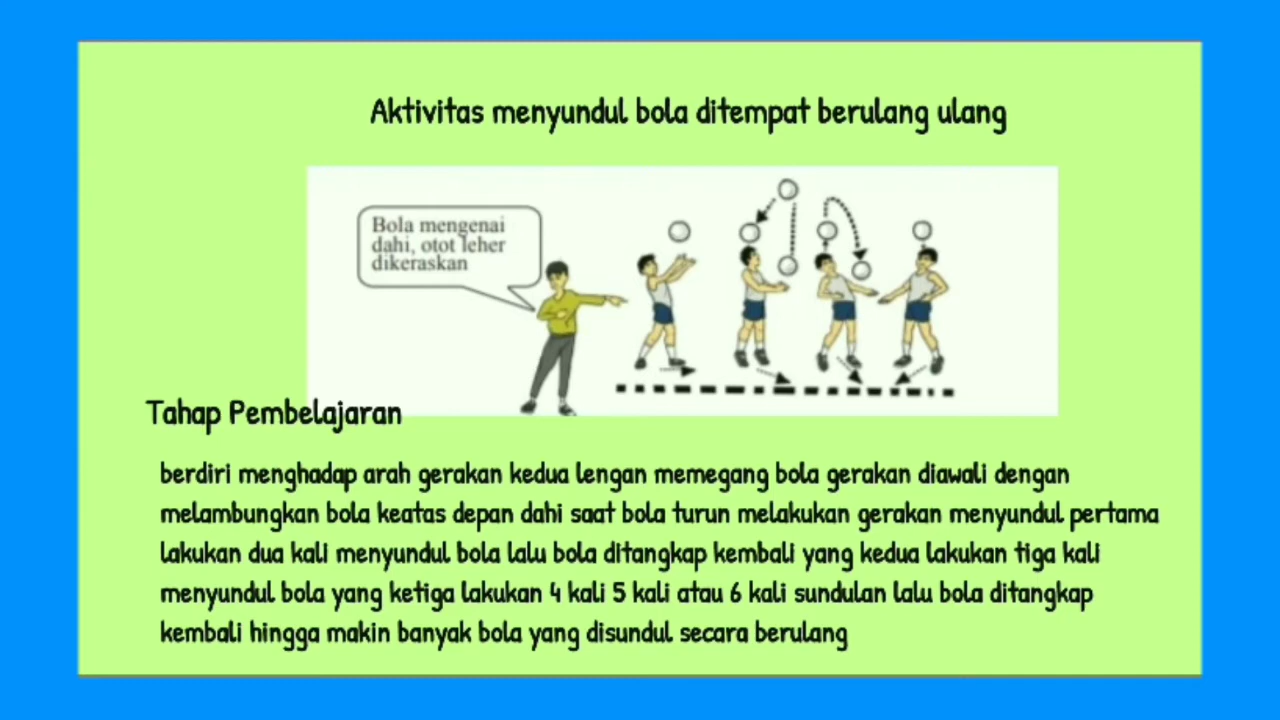 Aktivitas menyundul bola ditempat berulang ulang
Bola mengenai
dahi, otot leher
dikeraskan
Tahap Pembelajaran
berdiri menghadap arah gerakan kedua lengan memegang bola gerakan diawali dengan
melambungkan bola keatas depan dahi saat bola turun melakukan gerakan menyundul pertama
lakukan dua kali menyundul bola lalu bola ditangkap kembali yang kedua lakukan tiga kali
menyundul bola yang ketiga lakukan 4 kali 5 kali atau 6 kali sundulan lalu bola ditangkap
kembali hingga makin banyak bola yang disundul secara berulang